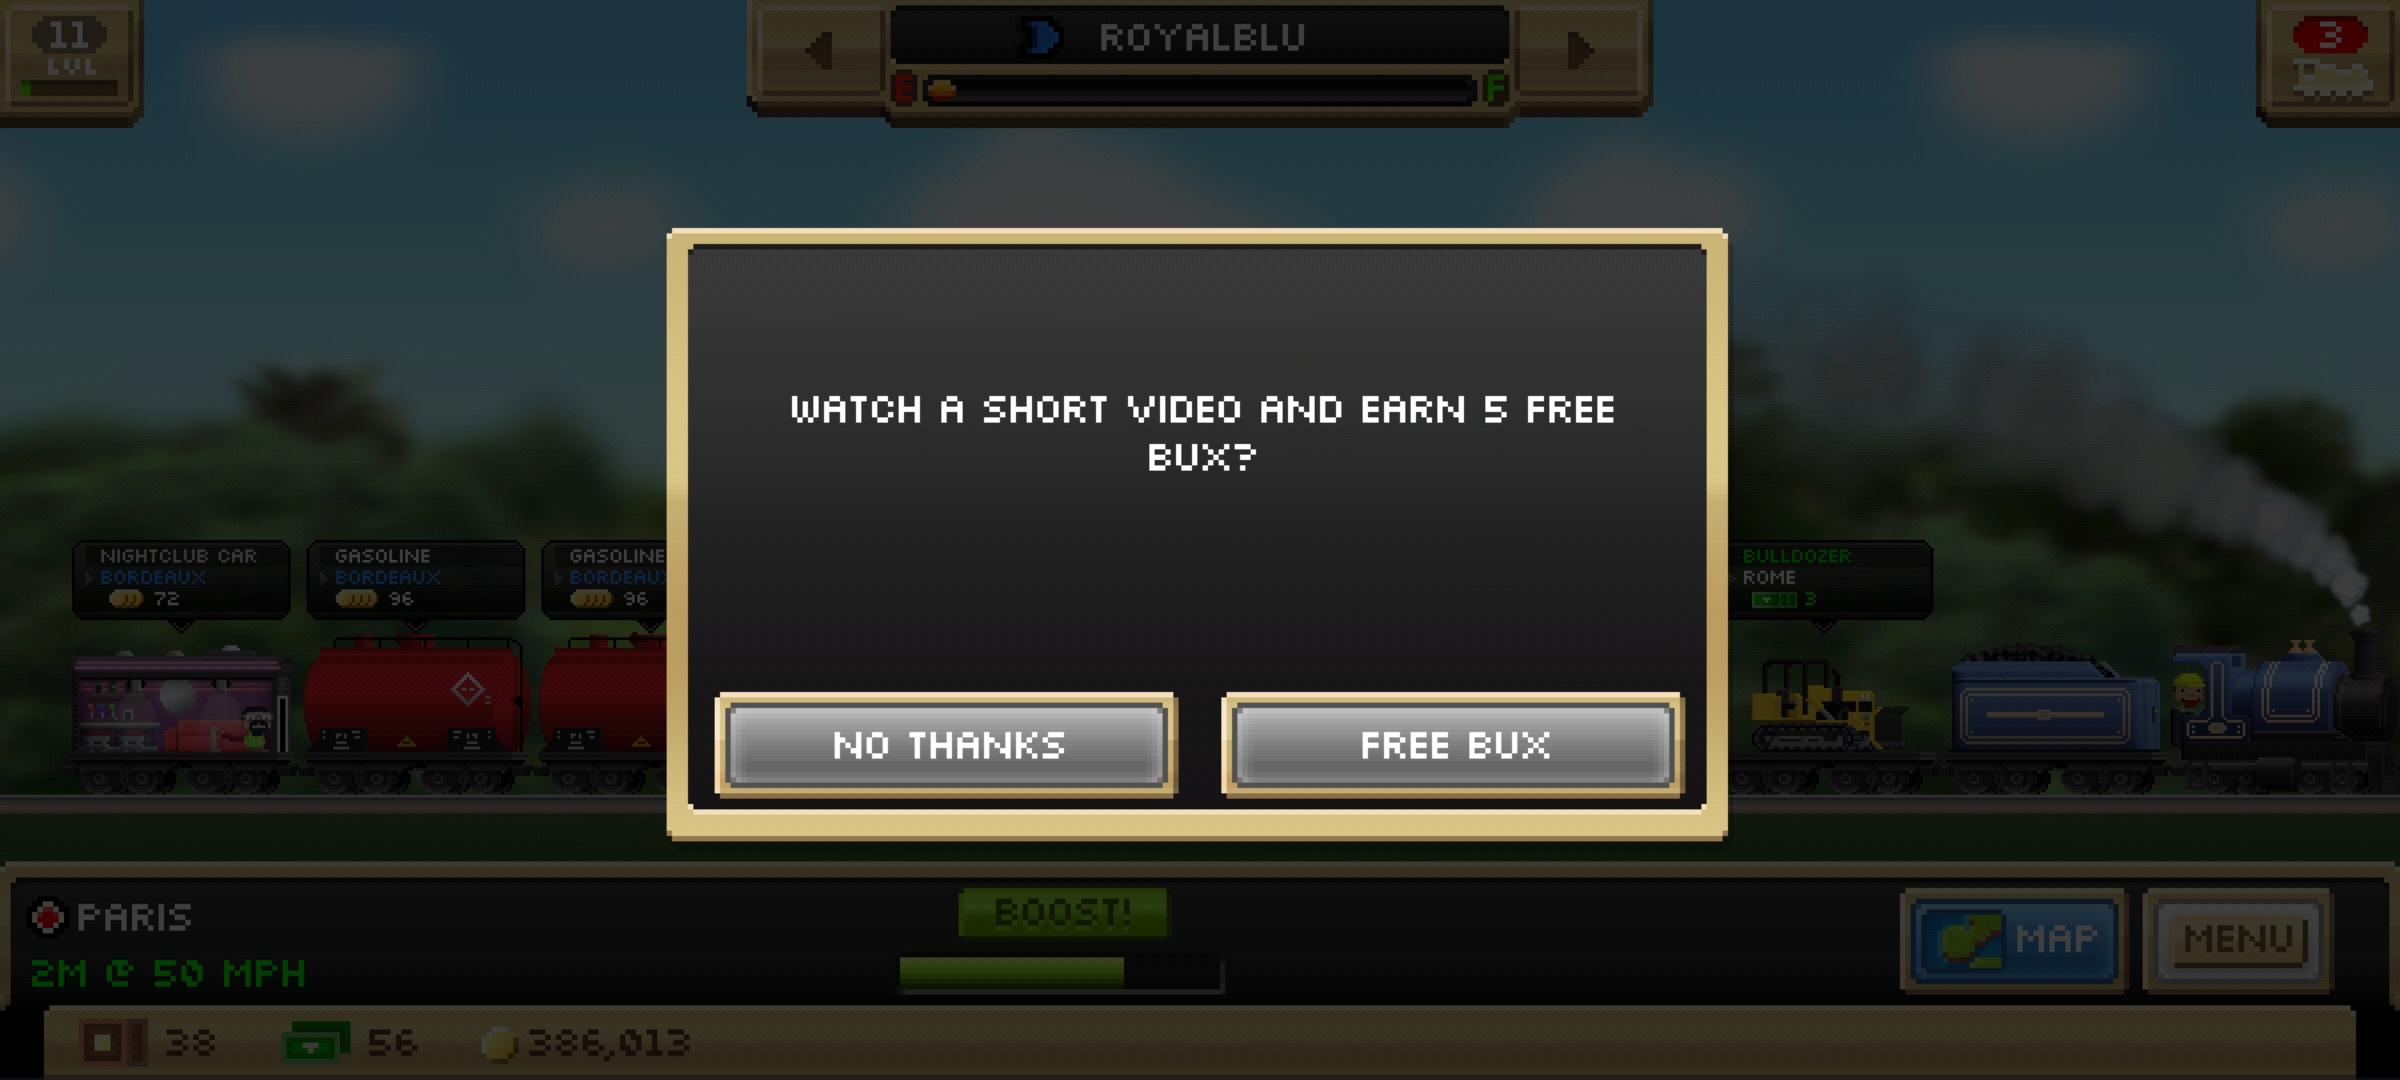 11
LVL
ROYALBLU
E F
3
WATCH A SHORT VIDEO AND EARN 5 FREE
BUX?
NO THANKS
FREE BUX
NIGHTCLUB CAR
BORDEAUX
72
GASOLINE
BORDEAUX
96
GASOLINE
BORDEAUX
96
BULLDOZER
ROME
3
PARIS
2M @ 50 MPH
BOOST!
MAP
MENU
38
56
386,013